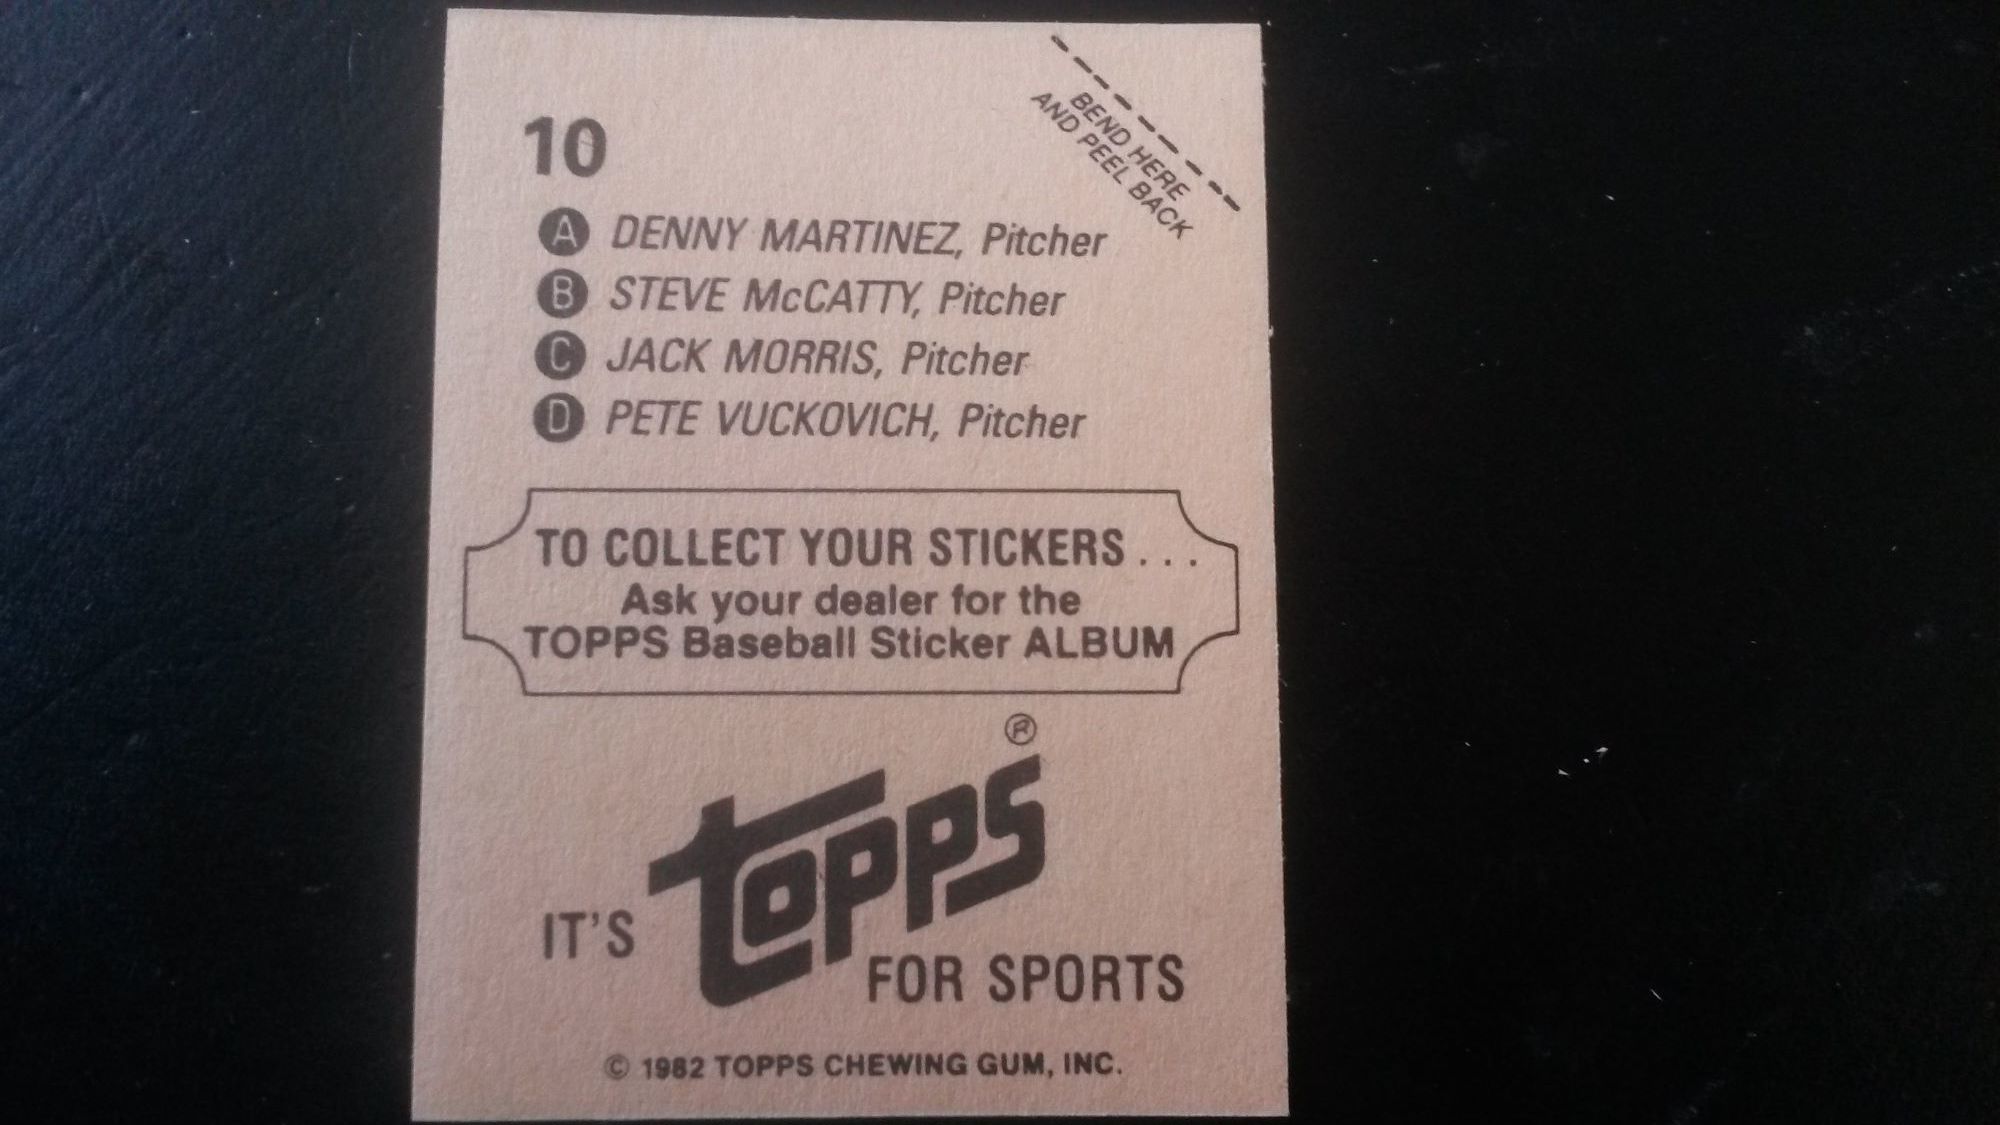 10
BEND HERE
AND PEEL BACK
A DENNY MARTINEZ, Pitcher
B STEVE McCATTY, Pitcher
C JACK MORRIS, Pitcher
D PETE VUCKOVICH, Pitcher
TO COLLECT YOUR STICKERS...
Ask your dealer for the
TOPPS Baseball Sticker ALBUM
IT'S Topps® FOR SPORTS
© 1982 TOPPS CHEWING GUM, INC.